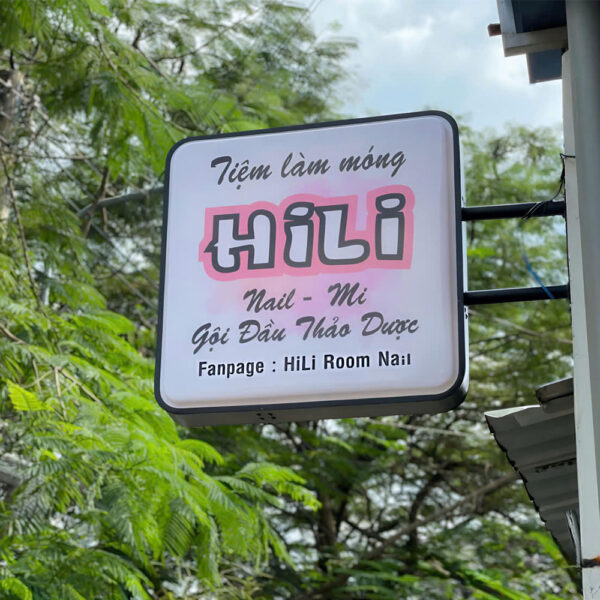 Tiệm làm móng
HiLi
Nail - Mi
Gội Đầu Thảo Dược
Fanpage : HiLi Room Nail